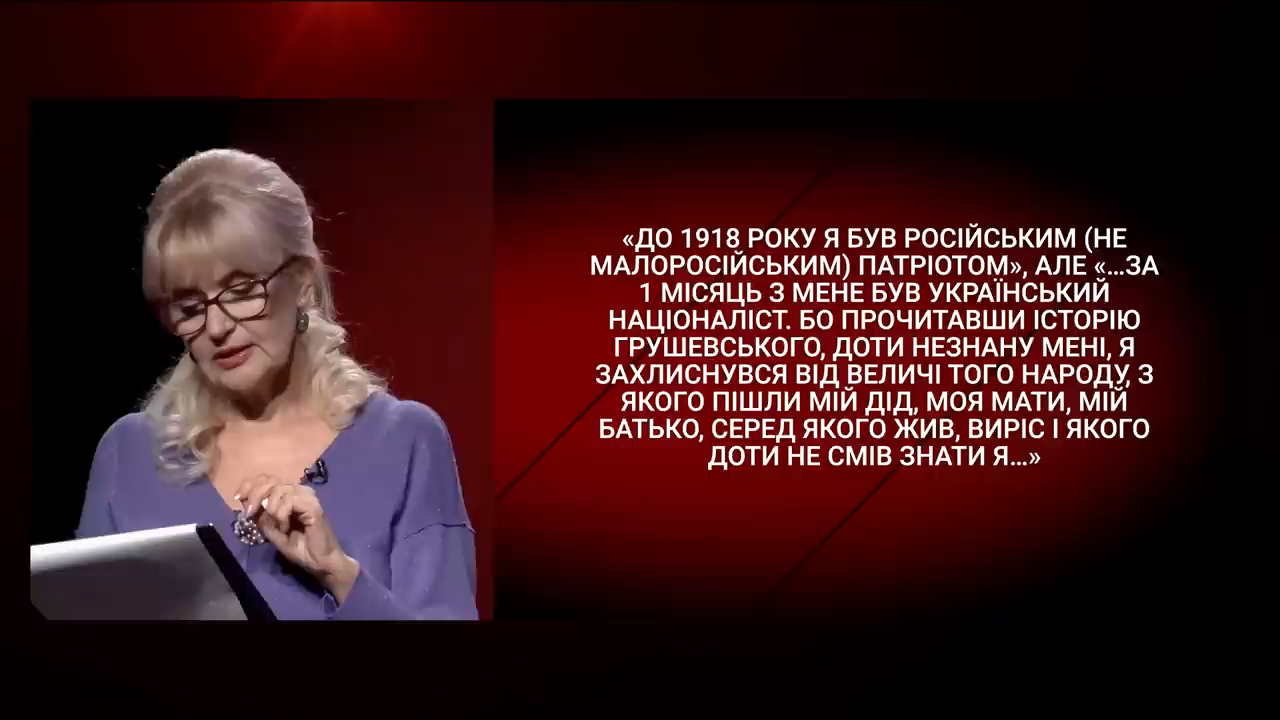 «ДО 1918 РОКУ Я БУВ РОСІЙСЬКИМ (НЕ
МАЛОРОСІЙСЬКИМ) ПАТРІОТОМ», АЛЕ «...ЗА
1 МІСЯЦЬ З МЕНЕ БУВ УКРАЇНСЬКИЙ
НАЦІОНАЛІСТ. БО ПРОЧИТАВШИ ІСТОРІЮ
ГРУШЕВСЬКОГО, ДОТИ НЕЗНАНУ МЕНІ, Я
ЗАХЛИСНУВСЯ ВІД ВЕЛИЧІ ТОГО НАРОДУ, З
ЯКОГО ПІШЛИ МІЙ ДІД, МОЯ МАТИ, МІЙ
БАТЬКО, СЕРЕД ЯКОГО ЖИВ, ВИРІС І ЯКОГО
ДОТИ НЕ СМІВ ЗНАТИ Я...»